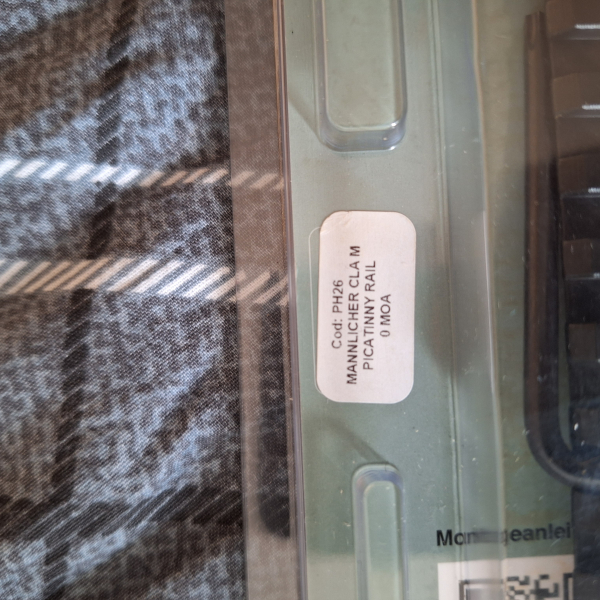 Cod: PH26
MANNLICHER CLA M
PICATINNY RAIL
0 MOA